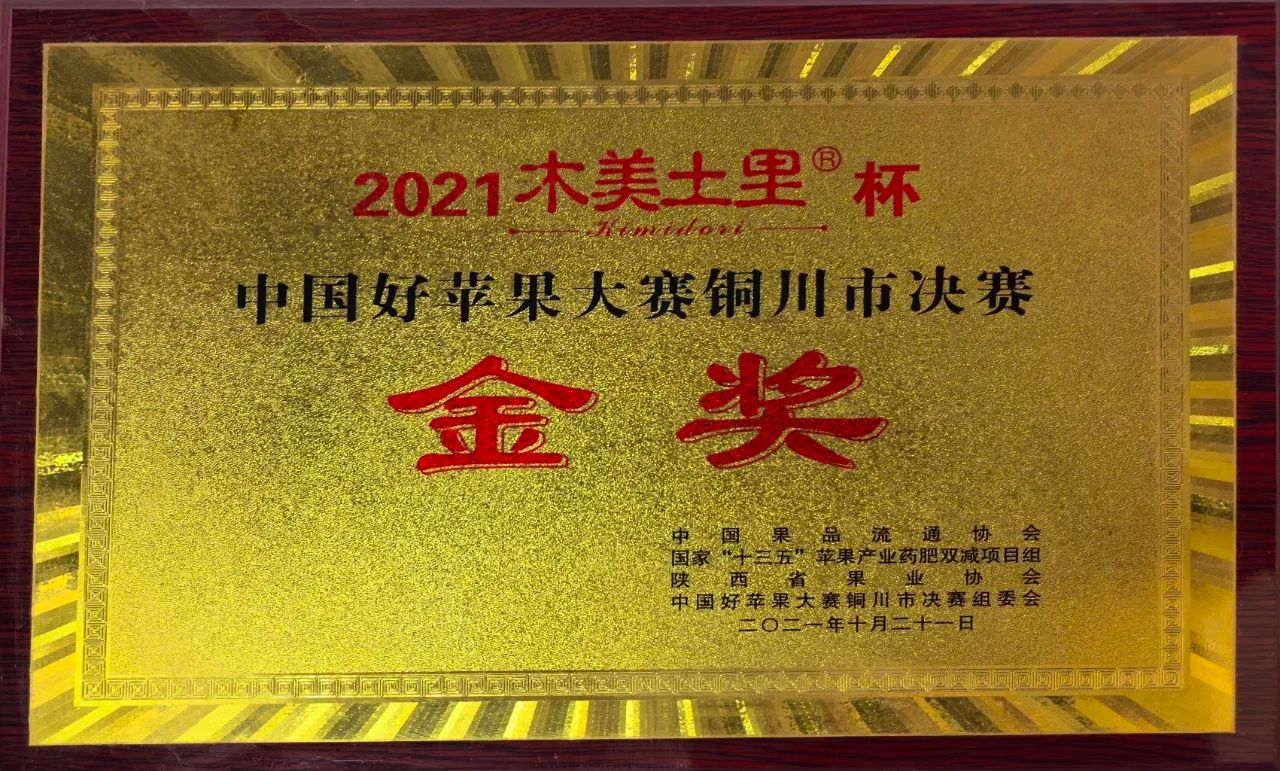 2021木美土里®杯
Kimidori
中国好苹果大赛铜川市决赛
金奖
中国果品流通协会
国家“十三五”苹果产业药肥双减项目组
陕西省果业协会
中国好苹果大赛铜川市决赛组委会
二〇二一年十月二十一日